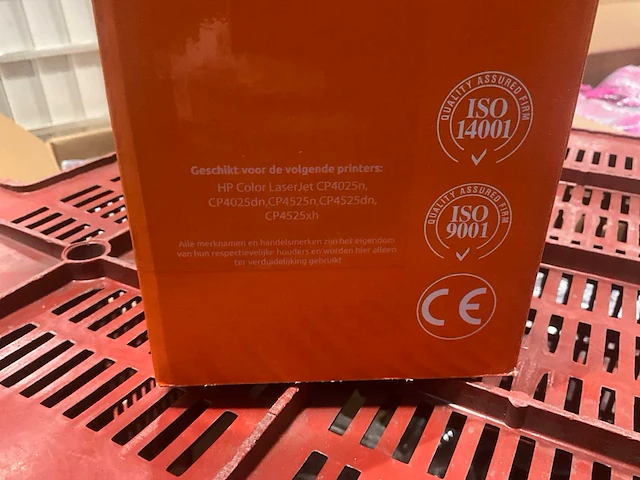 QUALITY ASSURED FIRM
ISO
14001
Geschikt voor de volgende printers:
HP Color LaserJet CP4025n,
CP4025dn,CP4525n,CP4525dn,
CP4525xh
QUALITY ASSURED FIRM
ISO
9001
Alle merknamen en handelsmerken zijn het eigendom
van hun respectievelijke houders en worden hier alleen
ter verduidelijking gebruikt
CE